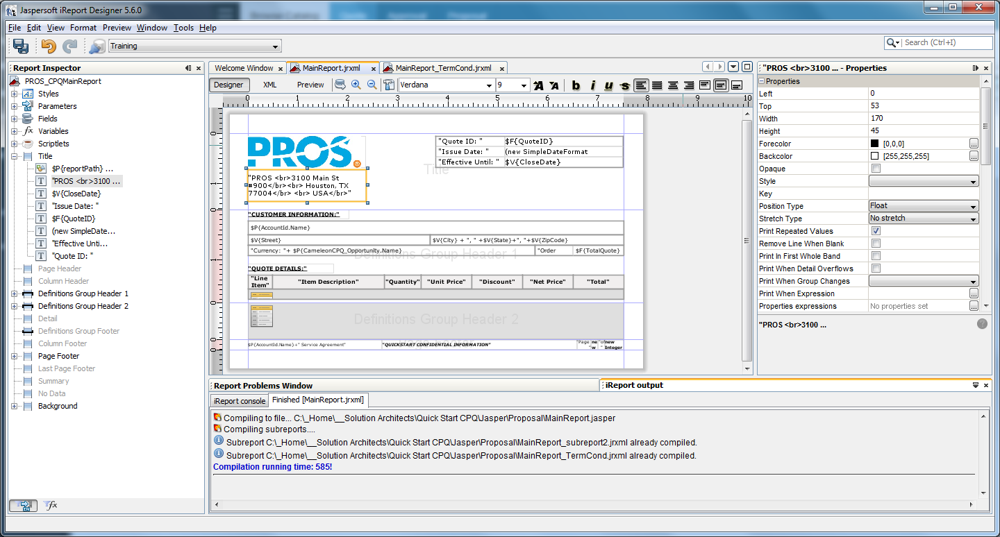 Jaspersoft iReport Designer 5.6.0
File Edit View Format Preview Window Tools Help
Training
Search (Ctrl+I)
Report Inspector
PROS_CPQMainReport
Styles
Parameters
Fields
Variables
Scriptlets
Title
$P{reportPath} ...
"PROS <br>3100 ...
$V{CloseDate}
"Issue Date: "
$F{QuoteID}
(new SimpleDate...
"Effective Unti...
"Quote ID: "
Page Header
Column Header
Definitions Group Header 1
Definitions Group Header 2
Detail
Definitions Group Footer
Column Footer
Page Footer
Last Page Footer
Summary
No Data
Background
Welcome Window
MainReport.jrxml
MainReport_TermCond.jrxml
Designer XML Preview
Verdana 9
b i u s
0 1 2 3 4 5 6 7 8 9 10
PROS
"PROS <br>3100 Main St
#900</br><br> Houston, TX
77004</br> <br> USA</br>"
"Quote ID: " $F{QuoteID}
"Issue Date: " (new SimpleDateFormat
"Effective Until: " $V{CloseDate}
Title
"CUSTOMER INFORMATION:"
$P{AccountId.Name}
$V{Street} $V{City} + ", " +$V{State}+", "+$V{ZipCode}
"Currency: "+ $P{CameleonCPQ_Opportunity.Name} "Order $F{TotalQuote}
Definitions Group Header 1
"QUOTE DETAILS:"
"Line Item" "Item Description" "Quantity" "Unit Price" "Discount" "Net Price" "Total"
Definitions Group Header 2
$P{AccountId.Name}+" Service Agreement" "QUICKSTART CONFIDENTIAL INFORMATION" "Page " new "of " new Integer
"PROS <br>3100 ... - Properties
Properties
Left 0
Top 53
Width 170
Height 45
Forecolor [0,0,0] ...
Backcolor [255,255,255] ...
Opaque
Style
Key
Position Type Float
Stretch Type No stretch
Print Repeated Values
Remove Line When Blank
Print In First Whole Band
Print When Detail Overflows
Print When Group Changes
Print When Expression ...
Properties expressions No properties set ...
"PROS <br>3100 ...
Report Problems Window
iReport output
iReport console
Finished [MainReport.jrxml]
Compiling to file... C:\_Home\__Solution Architects\Quick Start CPQ\Jasper\Proposal\MainReport.jasper
Compiling subreports....
Subreport C:\_Home\__Solution Architects\Quick Start CPQ\Jasper\Proposal\MainReport_subreport2.jrxml already compiled.
Subreport C:\_Home\__Solution Architects\Quick Start CPQ\Jasper\Proposal\MainReport_TermCond.jrxml already compiled.
Compilation running time: 585!